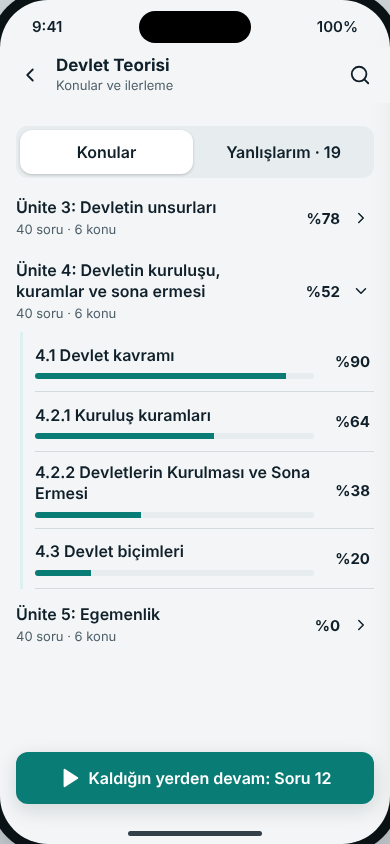 9:41
100%
Devlet Teorisi
Konular ve ilerleme
Konular
Yanlışlarım · 19
Ünite 3: Devletin unsurları
40 soru · 6 konu
%78
Ünite 4: Devletin kuruluşu,
kuramlar ve sona ermesi
40 soru · 6 konu
%52
4.1 Devlet kavramı
%90
4.2.1 Kuruluş kuramları
%64
4.2.2 Devletlerin Kurulması ve Sona
Ermesi
%38
4.3 Devlet biçimleri
%20
Ünite 5: Egemenlik
40 soru · 6 konu
%0
Kaldığın yerden devam: Soru 12